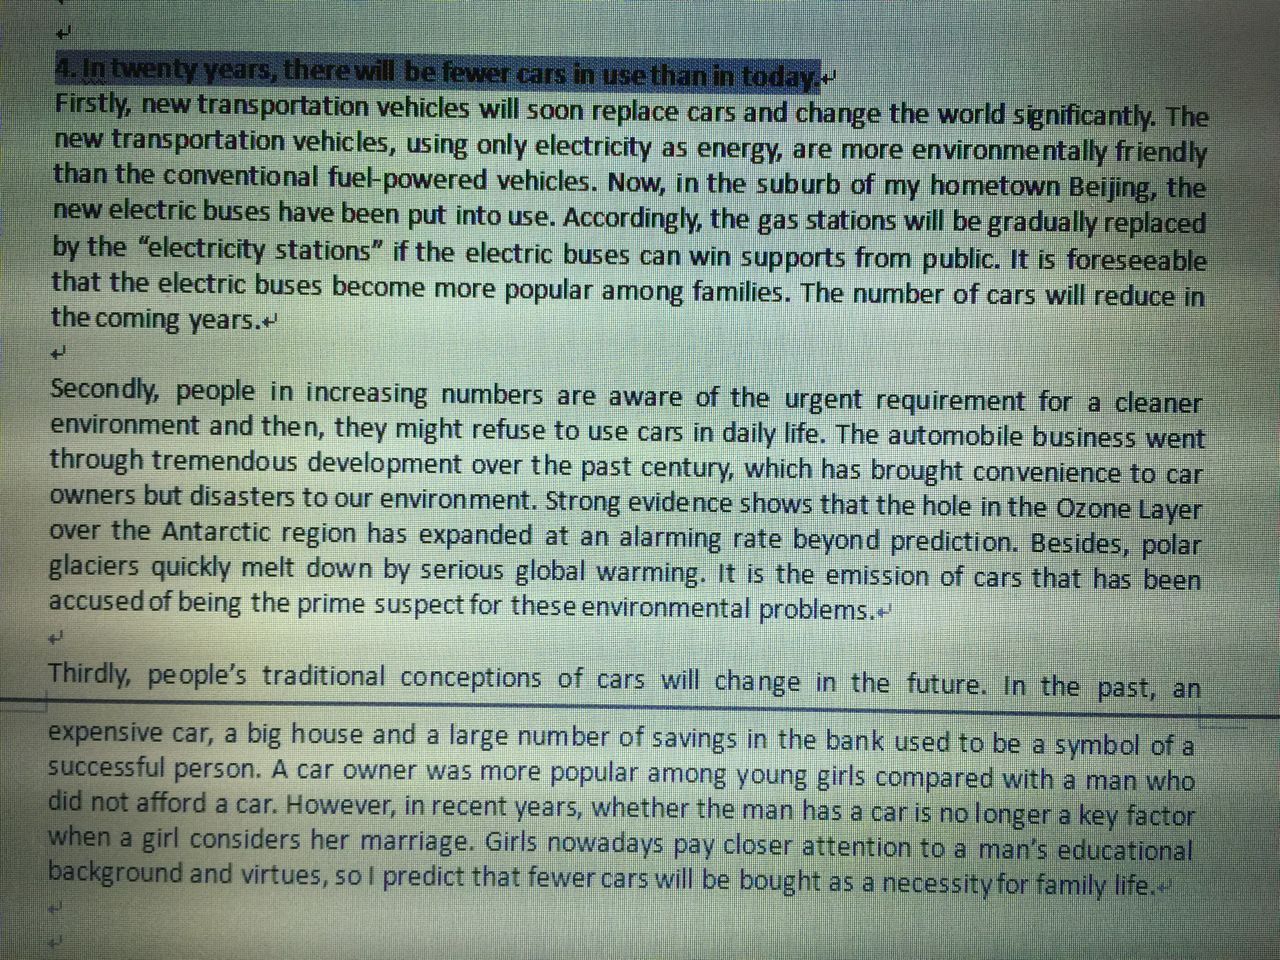 4. In twenty years, there will be fewer cars in use than in today.
Firstly, new transportation vehicles will soon replace cars and change the world significantly. The
new transportation vehicles, using only electricity as energy, are more environmentally friendly
than the conventional fuel-powered vehicles. Now, in the suburb of my hometown Beijing, the
new electric buses have been put into use. Accordingly, the gas stations will be gradually replaced
by the “electricity stations” if the electric buses can win supports from public. It is foreseeable
that the electric buses become more popular among families. The number of cars will reduce in
the coming years.
Secondly, people in increasing numbers are aware of the urgent requirement for a cleaner
environment and then, they might refuse to use cars in daily life. The automobile business went
through tremendous development over the past century, which has brought convenience to car
owners but disasters to our environment. Strong evidence shows that the hole in the Ozone Layer
over the Antarctic region has expanded at an alarming rate beyond prediction. Besides, polar
glaciers quickly melt down by serious global warming. It is the emission of cars that has been
accused of being the prime suspect for these environmental problems.
Thirdly, people’s traditional conceptions of cars will change in the future. In the past, an
expensive car, a big house and a large number of savings in the bank used to be a symbol of a
successful person. A car owner was more popular among young girls compared with a man who
did not afford a car. However, in recent years, whether the man has a car is no longer a key factor
when a girl considers her marriage. Girls nowadays pay closer attention to a man’s educational
background and virtues, so I predict that fewer cars will be bought as a necessity for family life.